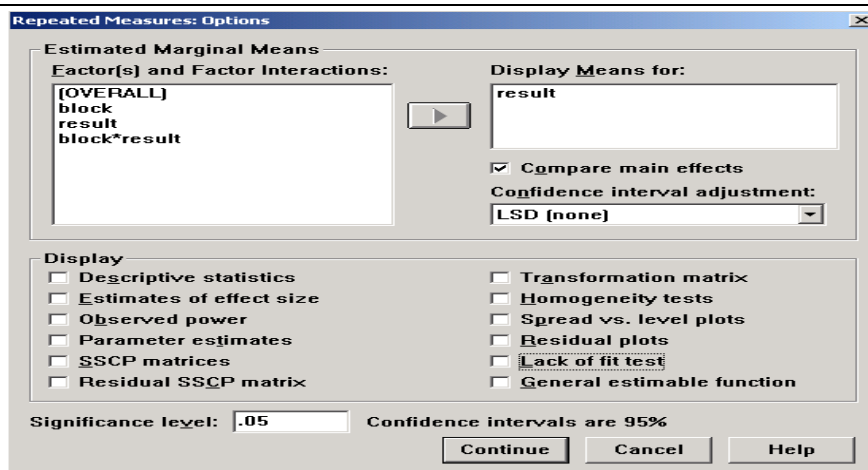 Repeated Measures: Options
Estimated Marginal Means
Factor(s) and Factor Interactions:
(OVERALL)
block
result
block*result
Display Means for:
result
Compare main effects
Confidence interval adjustment:
LSD (none)
Display
Descriptive statistics
Estimates of effect size
Observed power
Parameter estimates
SSCP matrices
Residual SSCP matrix
Transformation matrix
Homogeneity tests
Spread vs. level plots
Residual plots
Lack of fit test
General estimable function
Significance level: .05 Confidence intervals are 95%
Continue Cancel Help